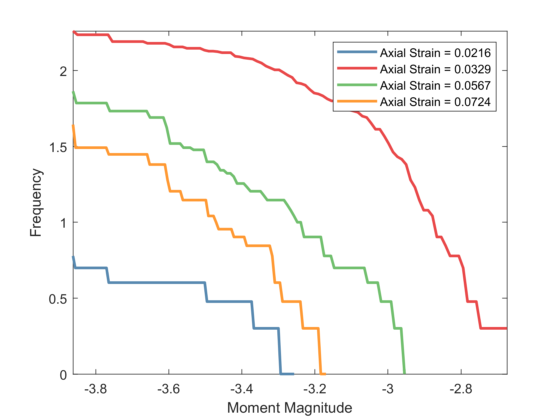 Axial Strain = 0.0216
Axial Strain = 0.0329
Axial Strain = 0.0567
Axial Strain = 0.0724
2
1.5
1
0.5
0
Frequency
-3.8 -3.6 -3.4 -3.2 -3 -2.8
Moment Magnitude